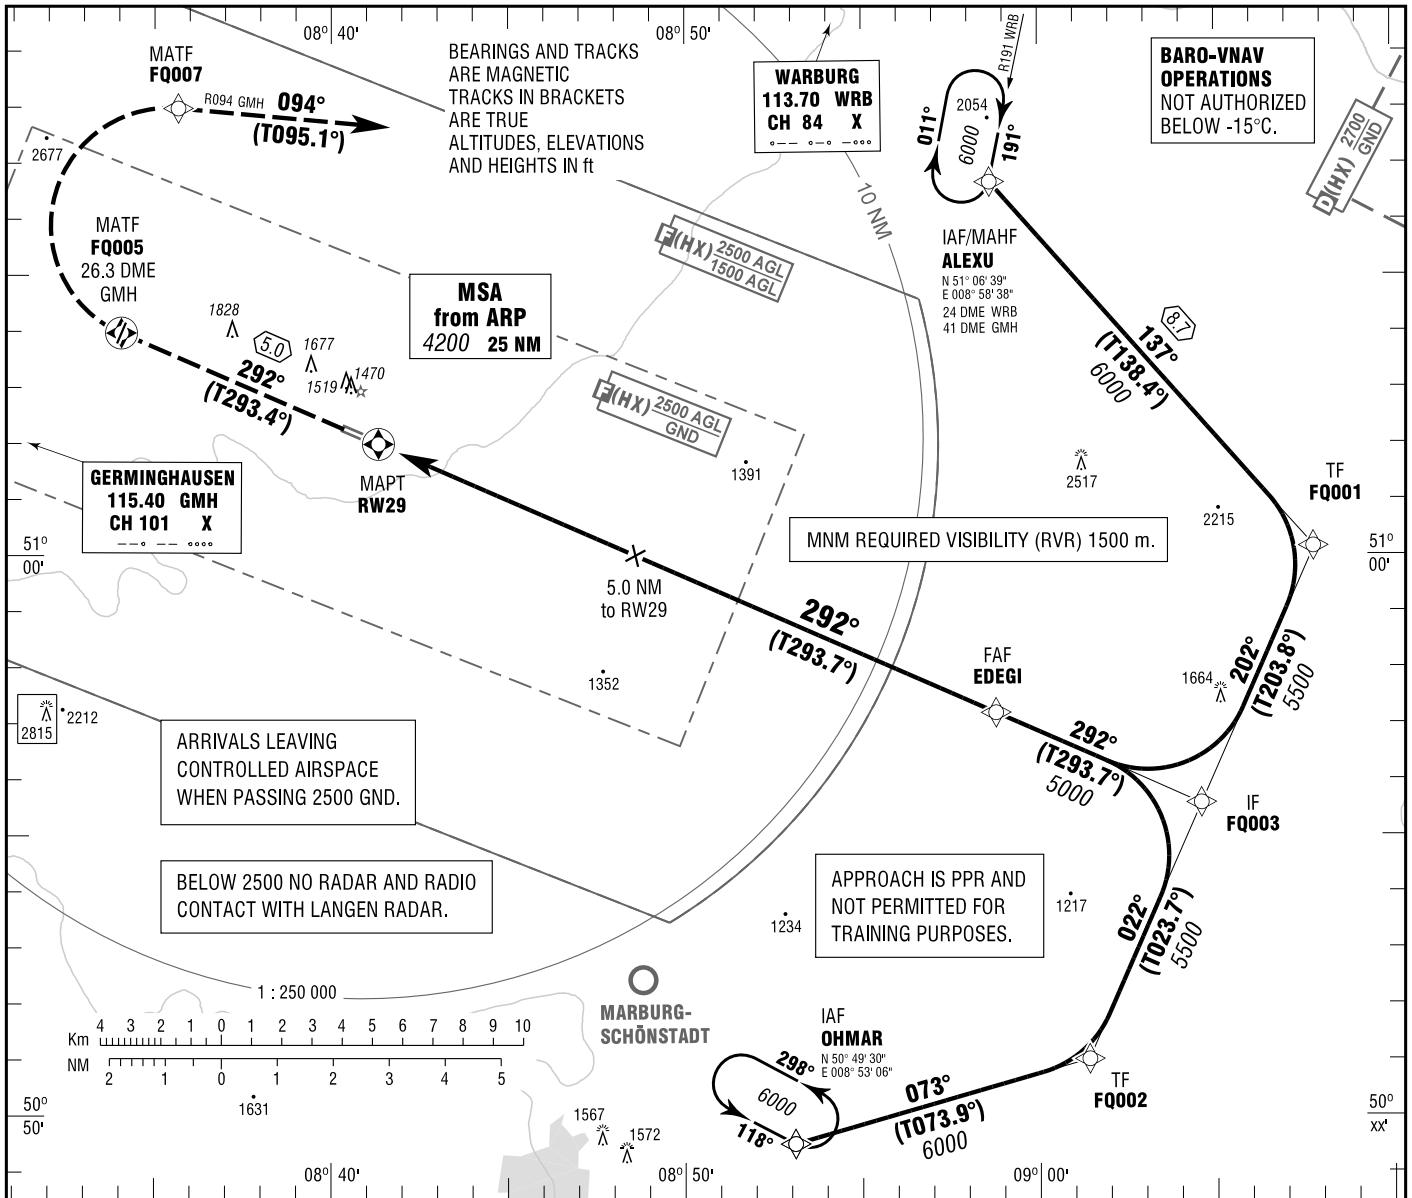 08° 40'
08° 50'
MATF
FQ007
R094 GMH
094°
(T095.1°)
2677
BEARINGS AND TRACKS
ARE MAGNETIC
TRACKS IN BRACKETS
ARE TRUE
ALTITUDES, ELEVATIONS
AND HEIGHTS IN ft
WARBURG
113.70 WRB
CH 84 X
R191 WRB
2054
011°
6000
191°
BARO-VNAV
OPERATIONS
NOT AUTHORIZED
BELOW -15°C.
D(HX) 2700
GND
10 NM
F(HX) 2500 AGL
1500 AGL
MATF
FQ005
26.3 DME
GMH
IAF/MAHF
ALEXU
N 51° 06' 39"
E 008° 58' 38"
24 DME WRB
41 DME GMH
MSA
from ARP
4200 25 NM
1828
5.0
1677
1519
1470
292°
(T293.4°)
8.7
137°
(T138.4°)
6000
F(HX) 2500 AGL
GND
GERMINGHAUSEN
115.40 GMH
CH 101 X
MAPT
RW29
1391
2517
2215
TF
FQ001
MNM REQUIRED VISIBILITY (RVR) 1500 m.
51°
00'
51°
00'
5.0 NM
to RW29
292°
(T293.7°)
FAF
EDEGI
202°
(T203.8°)
5500
1664
1352
2815
2212
ARRIVALS LEAVING
CONTROLLED AIRSPACE
WHEN PASSING 2500 GND.
292°
(T293.7°)
5000
IF
FQ003
BELOW 2500 NO RADAR AND RADIO
CONTACT WITH LANGEN RADAR.
APPROACH IS PPR AND
NOT PERMITTED FOR
TRAINING PURPOSES.
1234
1217
022°
(T023.7°)
5500
1 : 250 000
MARBURG-
SCHÖNSTADT
Km 4 3 2 1 0 1 2 3 4 5 6 7 8 9 10
NM
2 1 0 1 2 3 4 5
IAF
OHMAR
N 50° 49' 30"
E 008° 53' 06"
298°
6000
118°
073°
(T073.9°)
6000
TF
FQ002
1631
1567
1572
50°
50'
50°
xx'
08° 40'
08° 50'
09° 00'